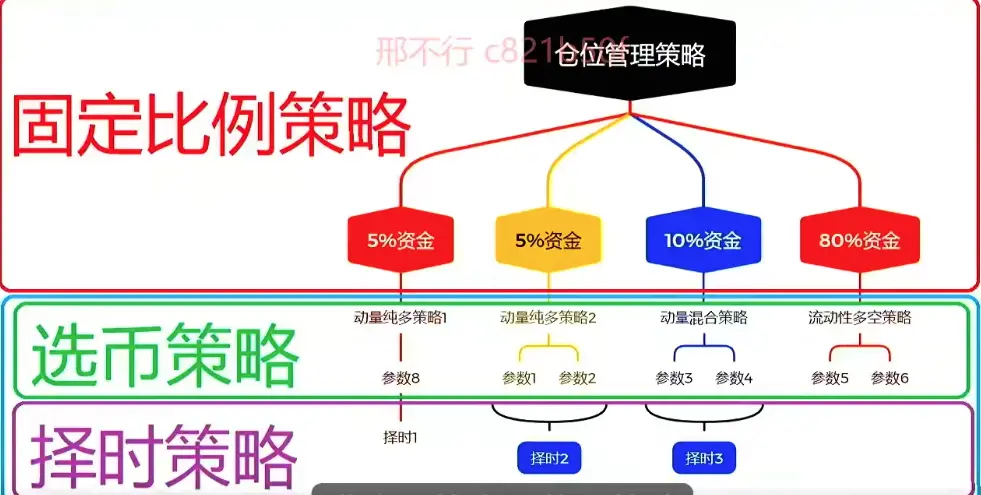 邢不行 c821b50f
仓位管理策略
固定比例策略
5%资金
5%资金
10%资金
80%资金
选币策略
动量纯多策略1
动量纯多策略2
动量混合策略
流动性多空策略
参数8
参数1
参数2
参数3
参数4
参数5
参数6
择时策略
择时1
择时2
择时3